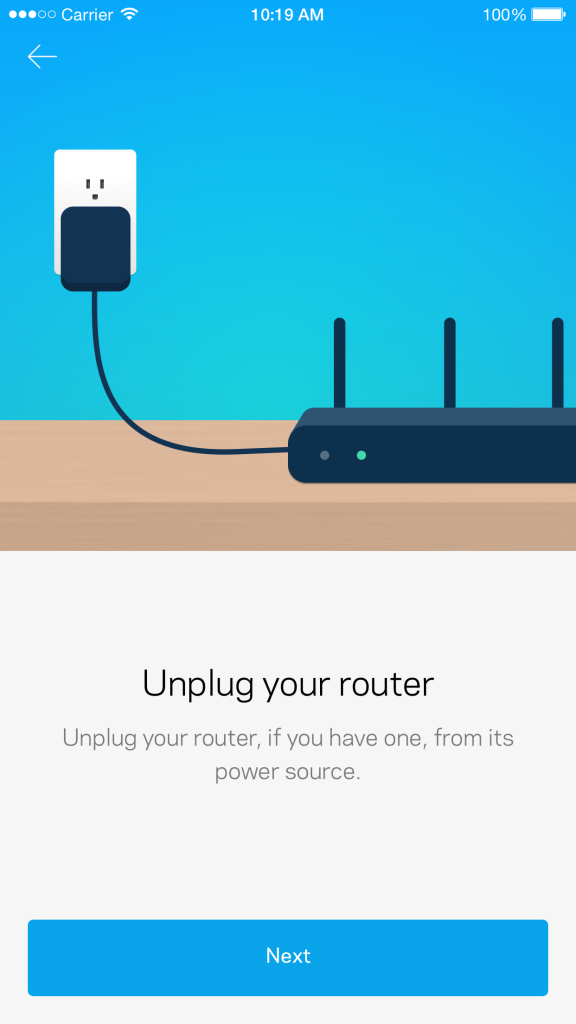 Carrier 10:19 AM 100%
Unplug your router
Unplug your router, if you have one, from its
power source.
Next